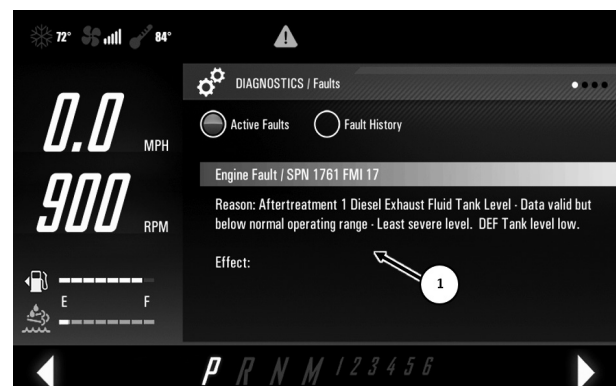 72° 84°
DIAGNOSTICS / Faults
Active Faults Fault History
0.0 MPH
Engine Fault / SPN 1761 FMI 17
900 RPM
Reason: Aftertreatment 1 Diesel Exhaust Fluid Tank Level - Data valid but
below normal operating range - Least severe level. DEF Tank level low.
Effect:
1
E F
P R N M 1 2 3 4 5 6